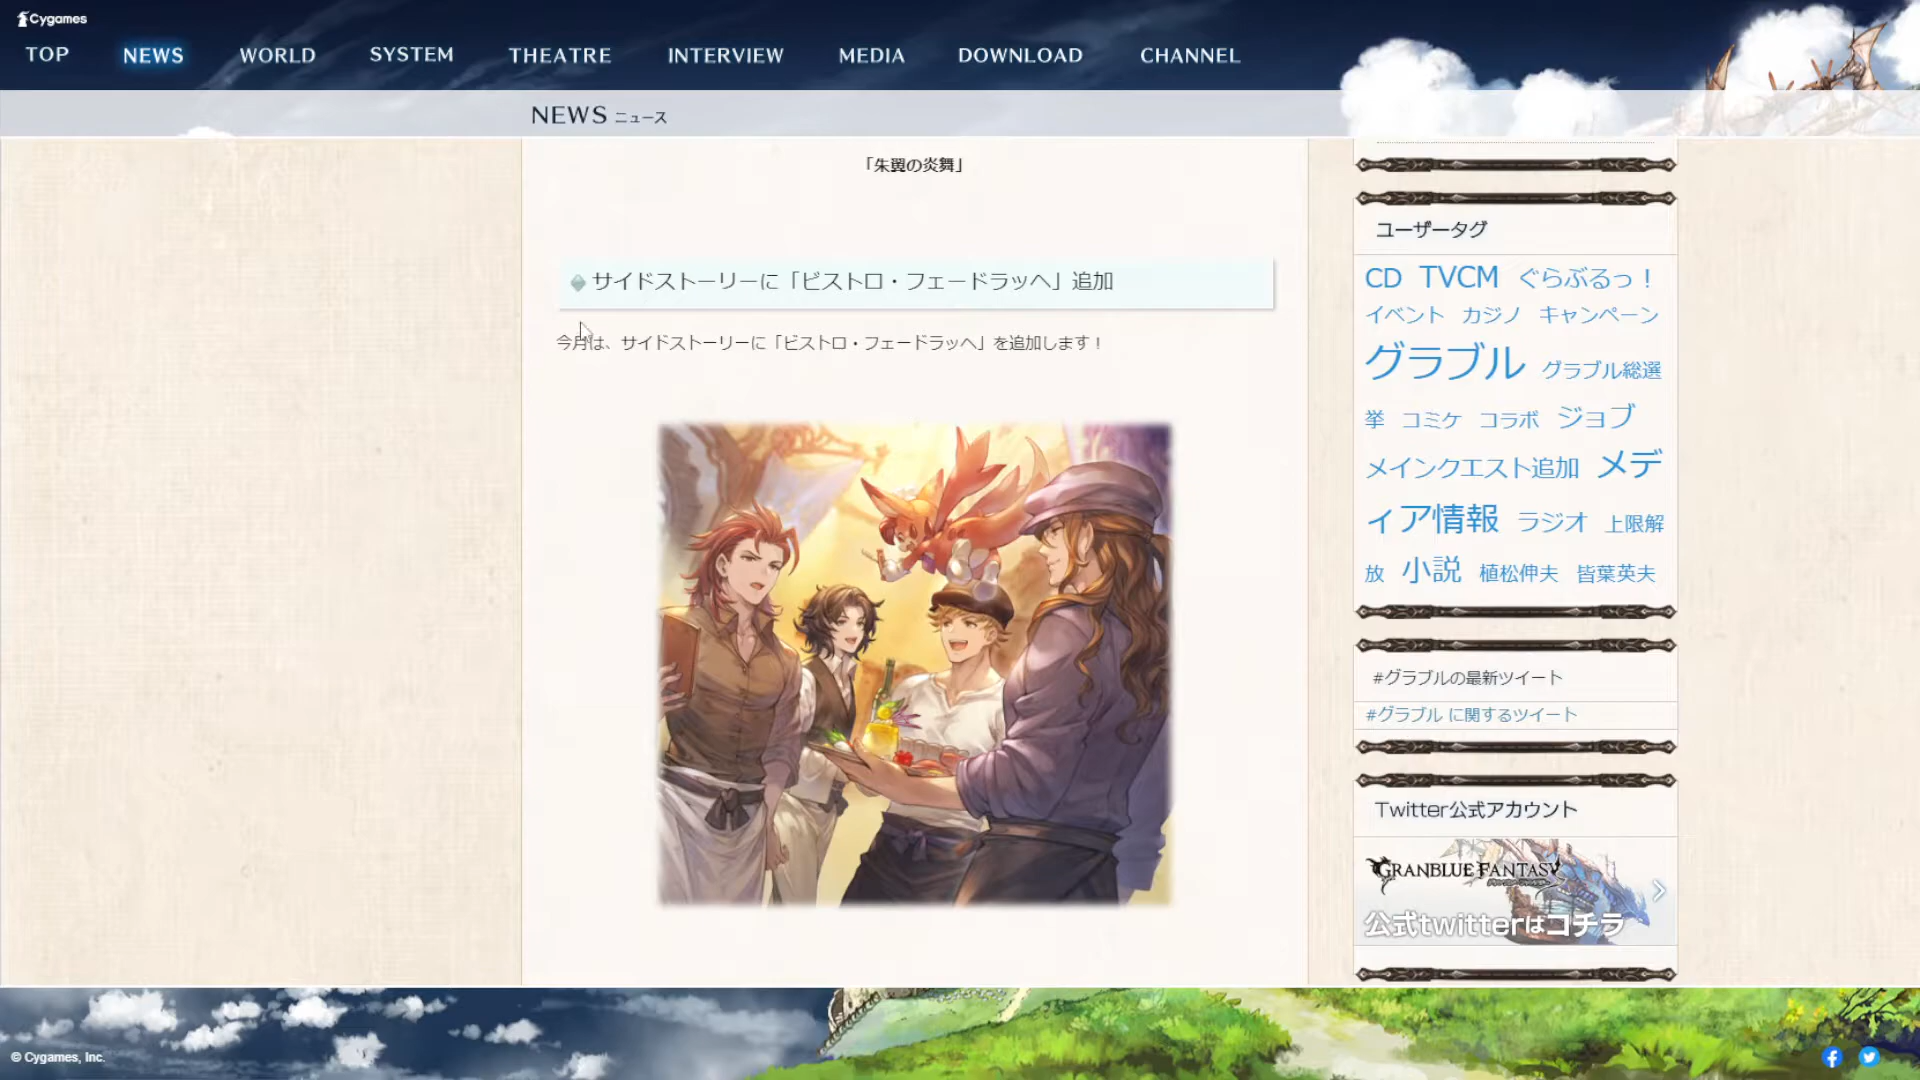 Cygames
TOP NEWS WORLD SYSTEM THEATRE INTERVIEW MEDIA DOWNLOAD CHANNEL
NEWS ニュース
「朱翼の炎舞」
サイドストーリーに「ビストロ・フェードラッヘ」追加
今月は、サイドストーリーに「ビストロ・フェードラッヘ」を追加します！
ユーザータグ
CD TVCM ぐらぶるっ！
イベント カジノ キャンペーン
グラブル グラブル総選
挙 コミケ コラボ ジョブ
メインクエスト追加 メデ
ィア情報 ラジオ 上限解
放 小説 植松伸夫 皆葉英夫
#グラブルの最新ツイート
#グラブル に関するツイート
Twitter公式アカウント
GRANBLUE FANTASY
公式twitterはコチラ
© Cygames, Inc.